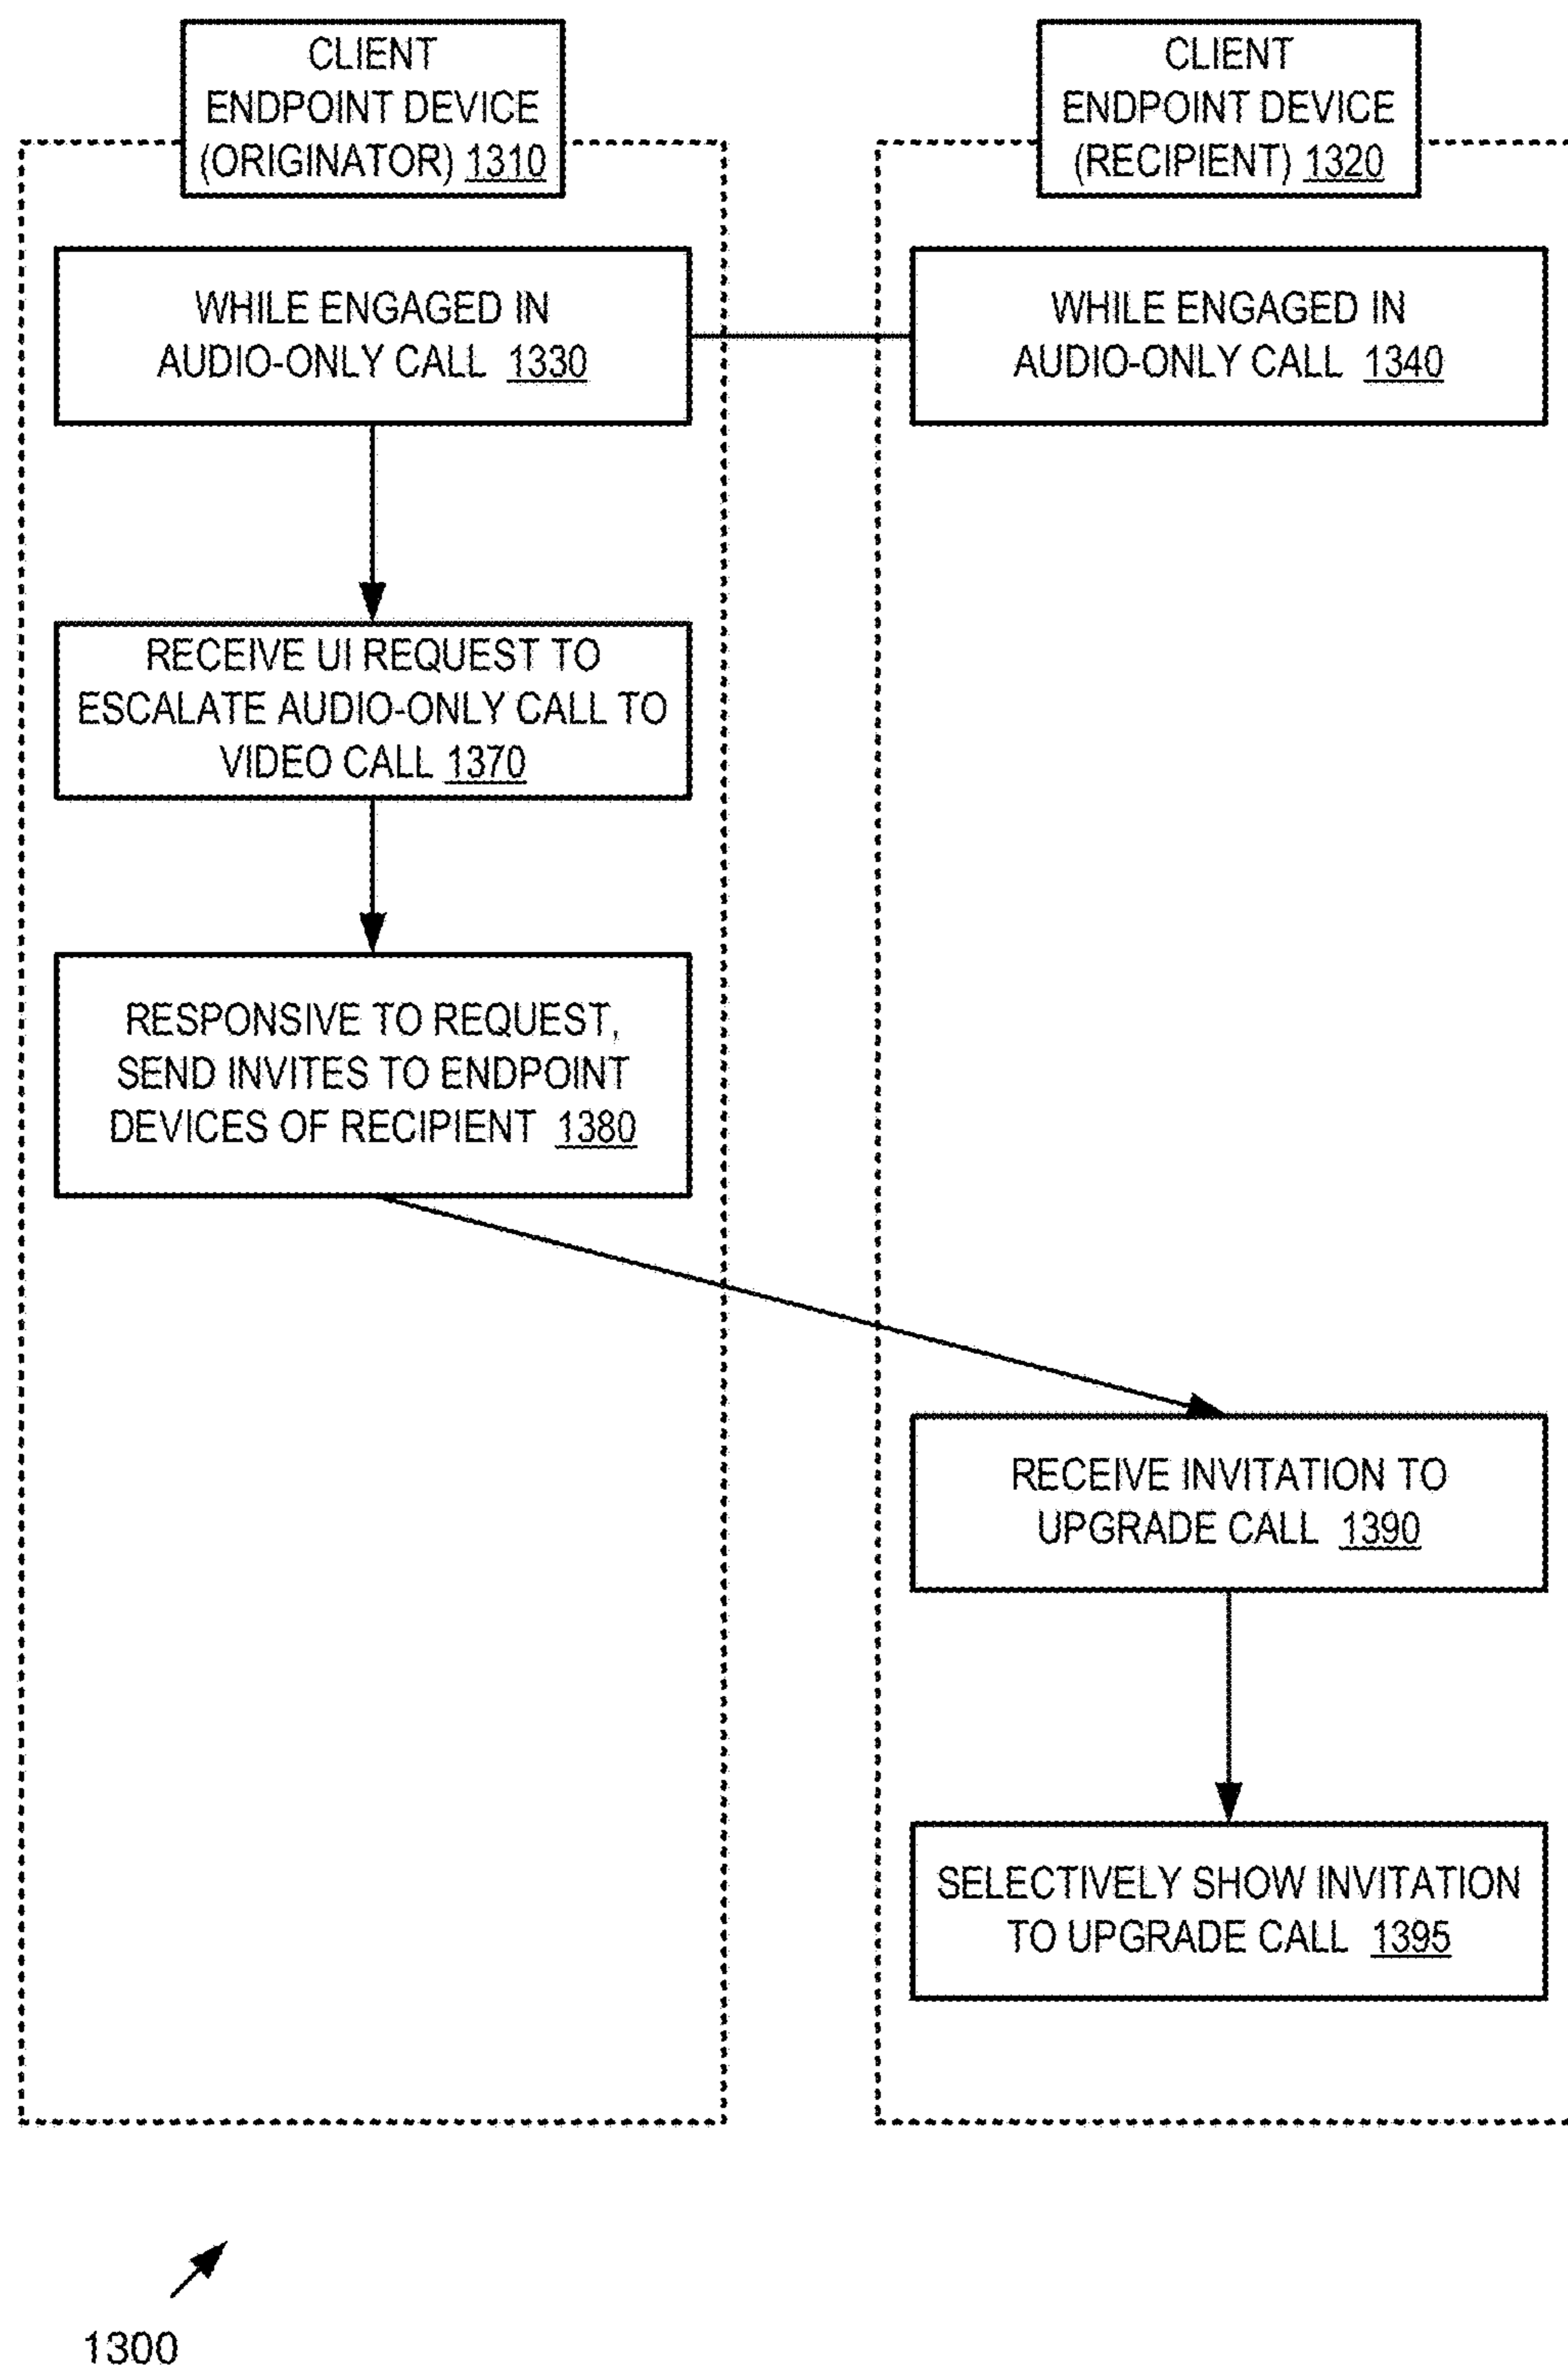 CLIENT
ENDPOINT DEVICE
(ORIGINATOR) 1310
CLIENT
ENDPOINT DEVICE
(RECIPIENT) 1320
WHILE ENGAGED IN
AUDIO-ONLY CALL 1330
WHILE ENGAGED IN
AUDIO-ONLY CALL 1340
RECEIVE UI REQUEST TO
ESCALATE AUDIO-ONLY CALL TO
VIDEO CALL 1370
RESPONSIVE TO REQUEST,
SEND INVITES TO ENDPOINT
DEVICES OF RECIPIENT 1380
RECEIVE INVITATION TO
UPGRADE CALL 1390
SELECTIVELY SHOW INVITATION
TO UPGRADE CALL 1395
1300